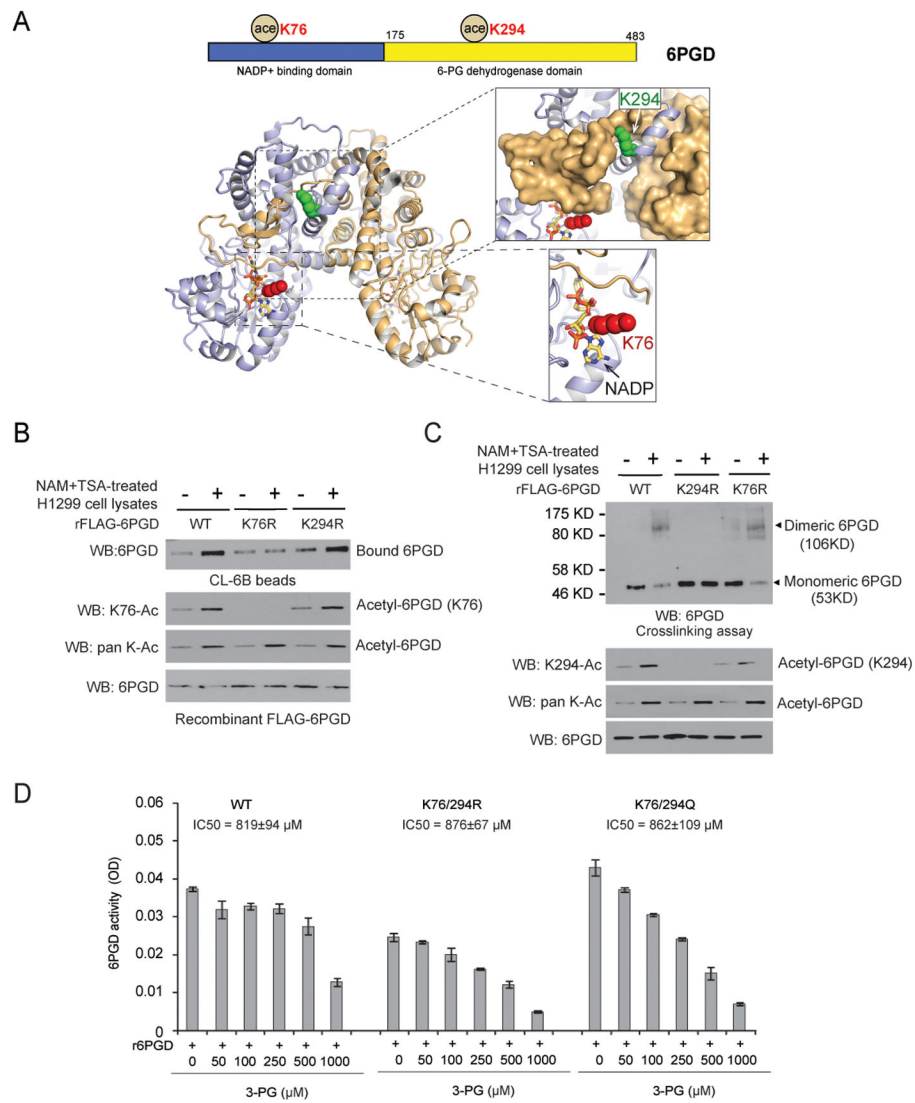 A
ace K76
ace K294
175
483
NADP+ binding domain
6-PG dehydrogenase domain
6PGD
K294
K76
NADP
B
NAM+TSA-treated
H1299 cell lysates
- + - + - +
rFLAG-6PGD WT K76R K294R
WB:6PGD Bound 6PGD
CL-6B beads
WB: K76-Ac Acetyl-6PGD (K76)
WB: pan K-Ac Acetyl-6PGD
WB: 6PGD
Recombinant FLAG-6PGD
C
NAM+TSA-treated
H1299 cell lysates
- + - + - +
rFLAG-6PGD WT K294R K76R
175 KD
80 KD
Dimeric 6PGD
(106KD)
58 KD
46 KD
Monomeric 6PGD
(53KD)
WB: 6PGD
Crosslinking assay
WB: K294-Ac Acetyl-6PGD (K294)
WB: pan K-Ac Acetyl-6PGD
WB: 6PGD
D
6PGD activity (OD)
0.06
0.05
0.04
0.03
0.02
0.01
0
WT K76/294R K76/294Q
IC50 = 819±94 µM IC50 = 876±67 µM IC50 = 862±109 µM
r6PGD + + + + + + + + + + + + + + + + + +
0 50 100 250 500 1000 0 50 100 250 500 1000 0 50 100 250 500 1000
3-PG (µM) 3-PG (µM) 3-PG (µM)